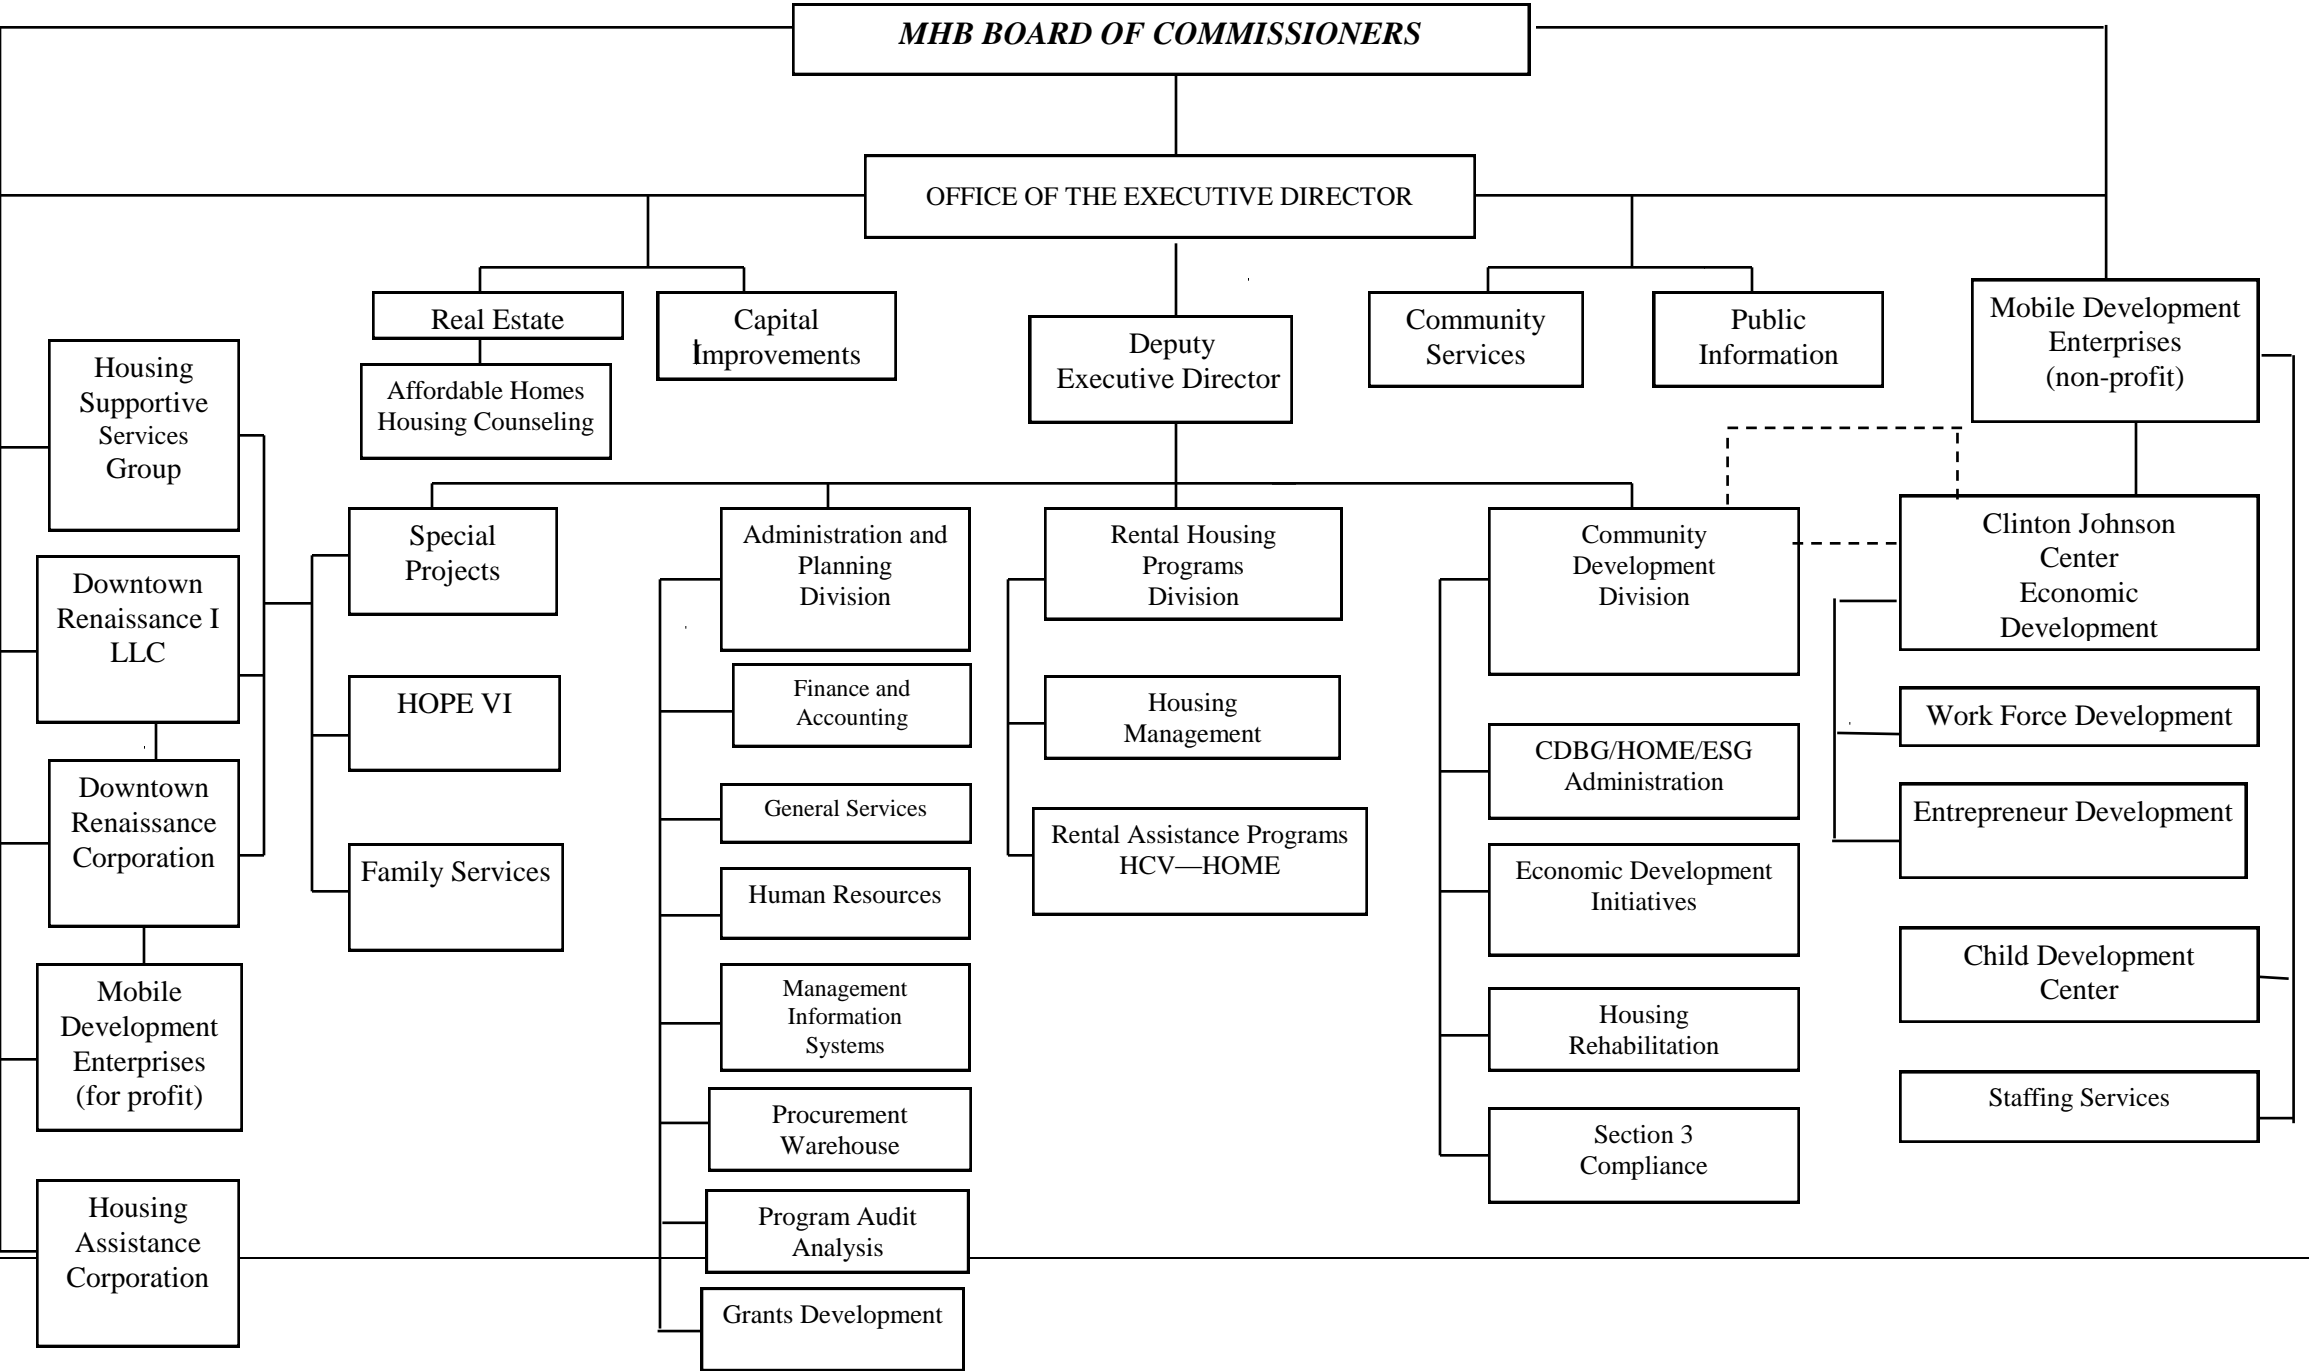 MHB BOARD OF COMMISSIONERS
OFFICE OF THE EXECUTIVE DIRECTOR
Real Estate
Affordable Homes
Housing Counseling
Capital
Improvements
Deputy
Executive Director
Community
Services
Public
Information
Mobile Development
Enterprises
(non-profit)
Housing
Supportive
Services
Group
Downtown
Renaissance I
LLC
Downtown
Renaissance
Corporation
Mobile
Development
Enterprises
(for profit)
Housing
Assistance
Corporation
Special
Projects
HOPE VI
Family Services
Administration and
Planning
Division
Finance and
Accounting
General Services
Human Resources
Management
Information
Systems
Procurement
Warehouse
Program Audit
Analysis
Grants Development
Rental Housing
Programs
Division
Housing
Management
Rental Assistance Programs
HCV—HOME
Community
Development
Division
CDBG/HOME/ESG
Administration
Economic Development
Initiatives
Housing
Rehabilitation
Section 3
Compliance
Clinton Johnson
Center
Economic
Development
Work Force Development
Entrepreneur Development
Child Development
Center
Staffing Services